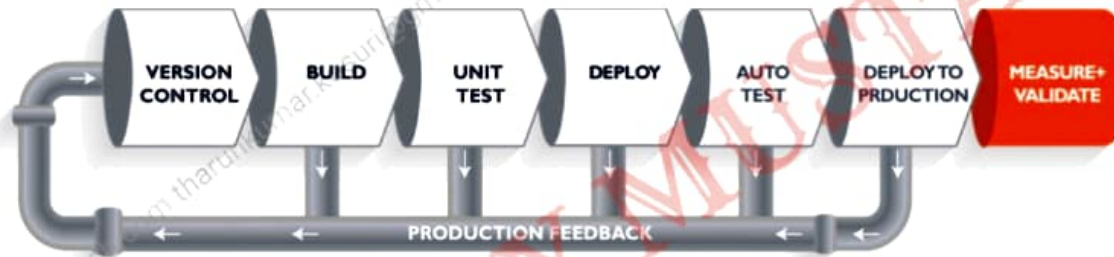 VERSION
CONTROL
BUILD
UNIT
TEST
DEPLOY
AUTO
TEST
DEPLOY TO
PRDUCTION
MEASURE+
VALIDATE
PRODUCTION FEEDBACK